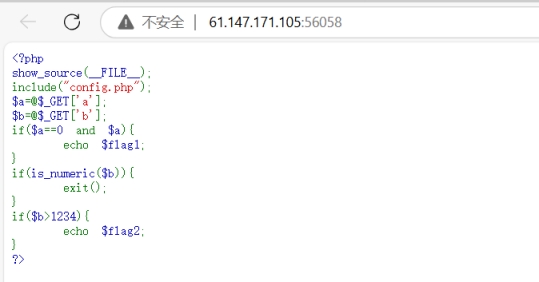 不安全 | 61.147.171.105:56058
<?php
show_source(__FILE__);
include("config.php");
$a=@$_GET['a'];
$b=@$_GET['b'];
if($a==0 and $a){
echo $flag1;
}
if(is_numeric($b)){
exit();
}
if($b>1234){
echo $flag2;
}
?>